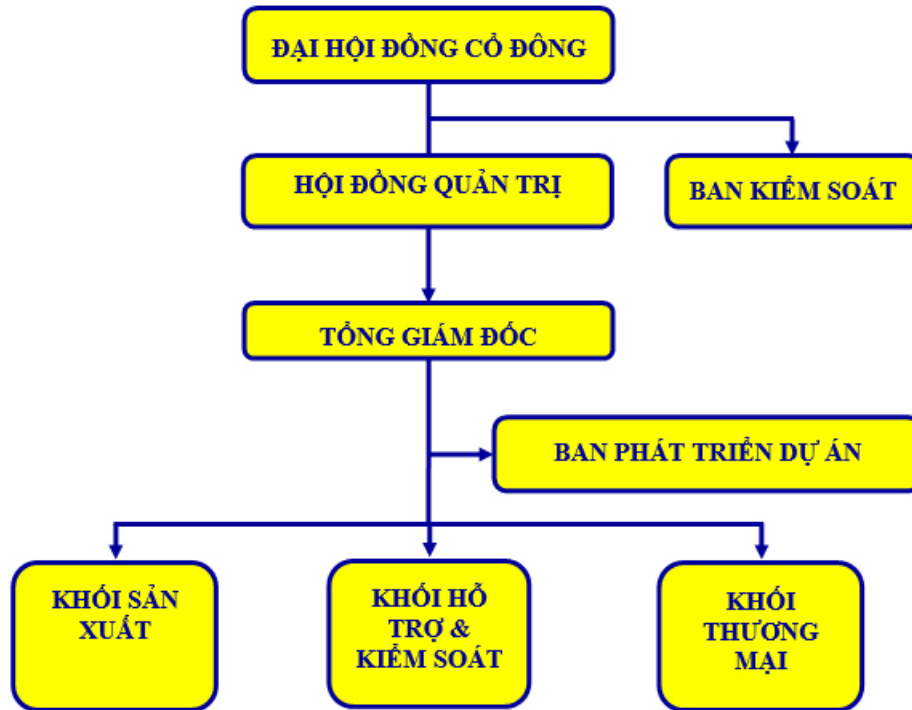 ĐẠI HỘI ĐỒNG CỔ ĐÔNG
HỘI ĐỒNG QUẢN TRỊ
BAN KIỂM SOÁT
TỔNG GIÁM ĐỐC
BAN PHÁT TRIỂN DỰ ÁN
KHỐI SẢN
XUẤT
KHỐI HỖ
TRỢ &
KIỂM SOÁT
KHỐI
THƯƠNG
MẠI